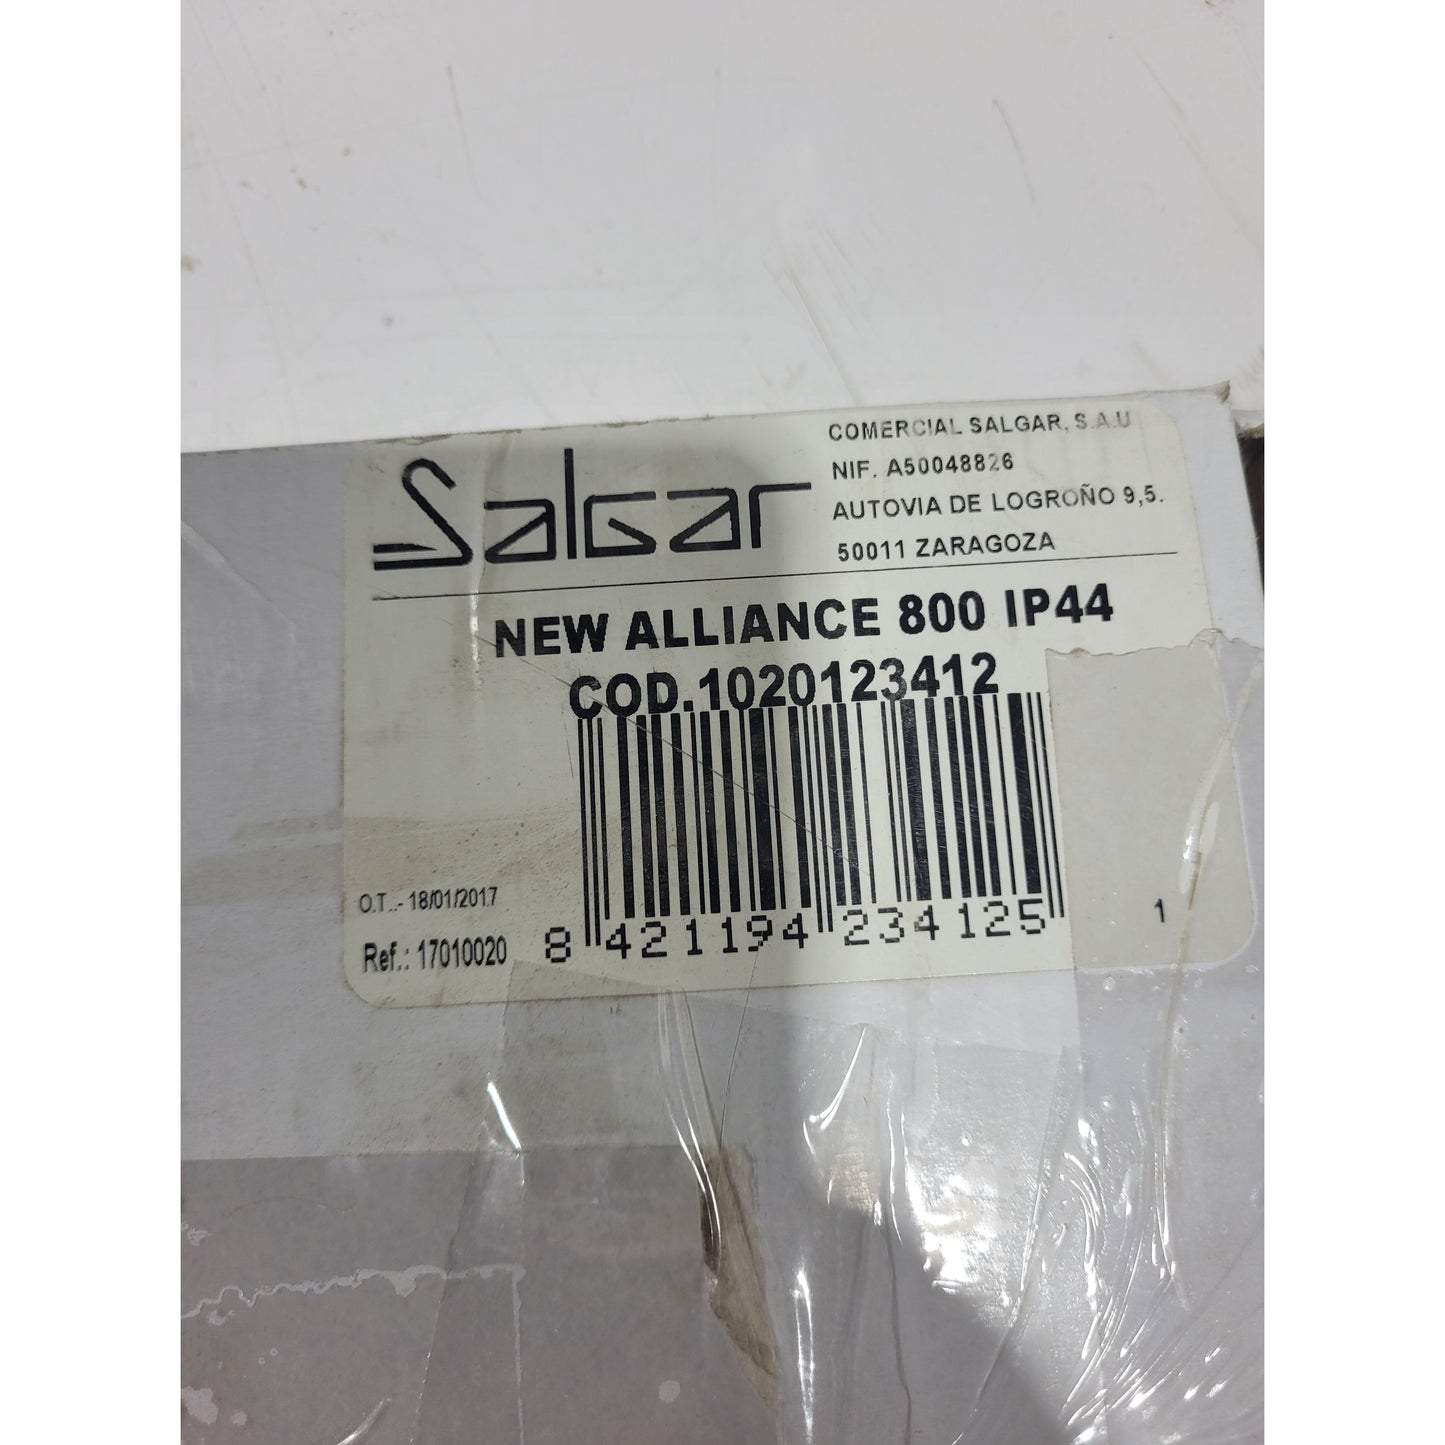 Salgar
COMERCIAL SALGAR, S.A.U
NIF. A50048826
AUTOVIA DE LOGROÑO 9,5.
50011 ZARAGOZA
NEW ALLIANCE 800 IP44
COD.1020123412
O.T..- 18/01/2017
Ref.: 17010020
8 421194 234125
1